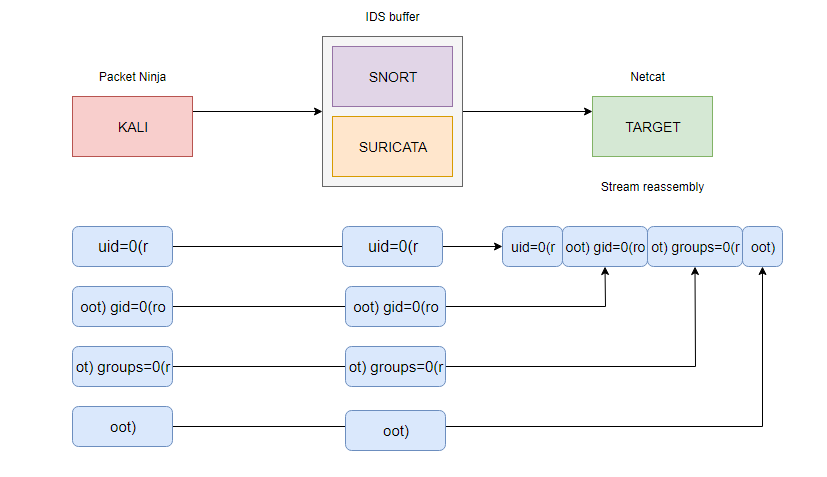 IDS buffer
Packet Ninja
SNORT
Netcat
KALI
SURICATA
TARGET
Stream reassembly
uid=0(r
uid=0(r
uid=0(r
oot) gid=0(ro
ot) groups=0(r
oot)
oot) gid=0(ro
oot) gid=0(ro
ot) groups=0(r
ot) groups=0(r
oot)
oot)